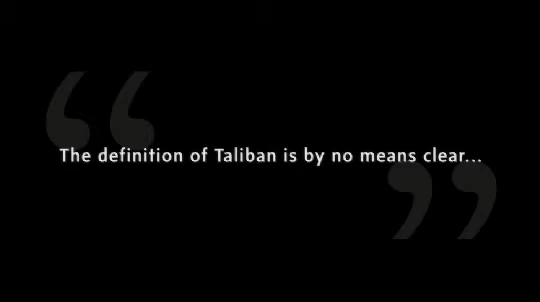 The definition of Taliban is by no means clear...